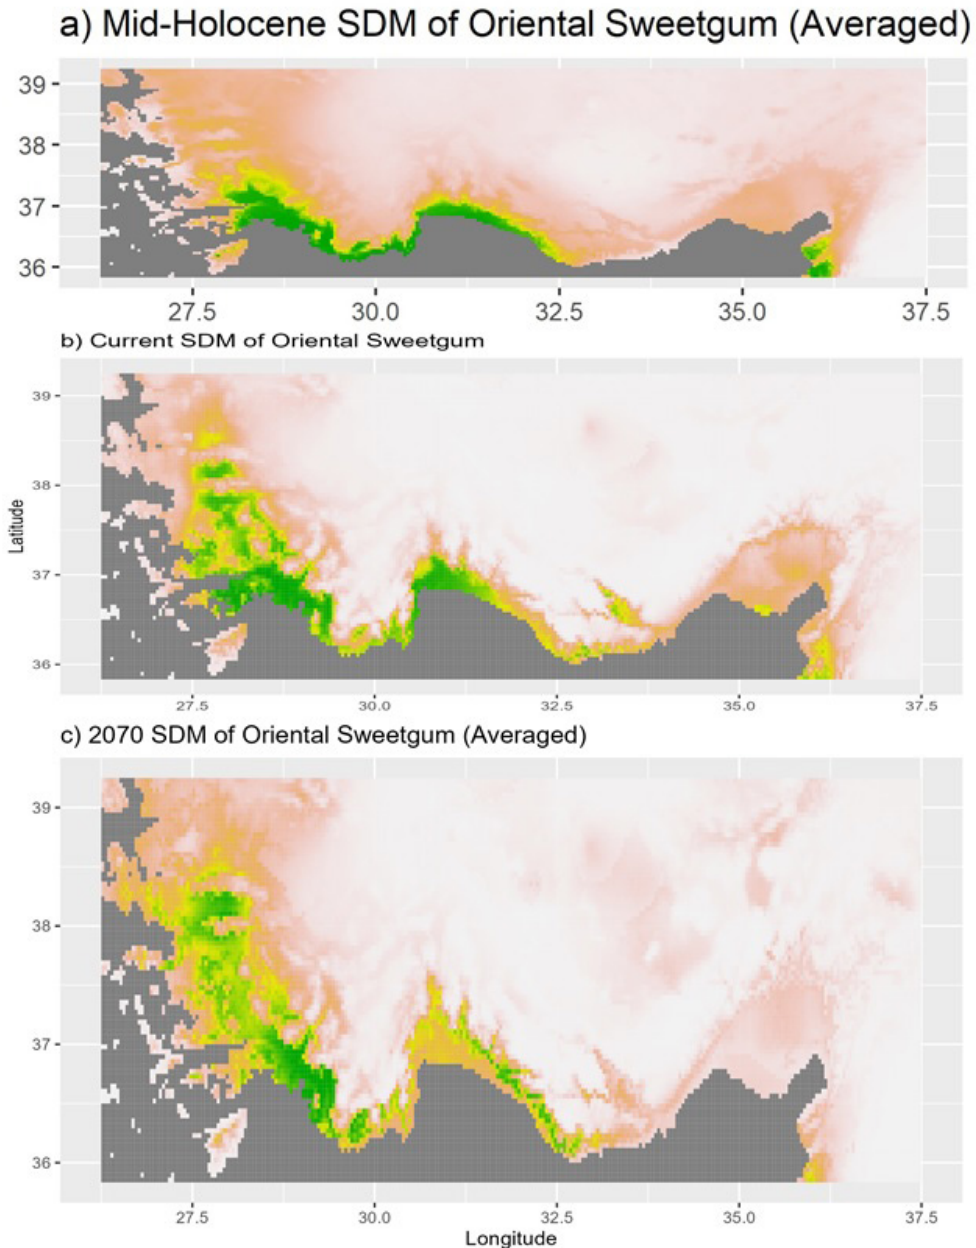 a) Mid-Holocene SDM of Oriental Sweetgum (Averaged)
39
38
37
36
27.5 30.0 32.5 35.0 37.5
b) Current SDM of Oriental Sweetgum
39
38
37
36
Latitude
27.5 30.0 32.5 35.0 37.5
c) 2070 SDM of Oriental Sweetgum (Averaged)
39
38
37
36
27.5 30.0 32.5 35.0 37.5
Longitude